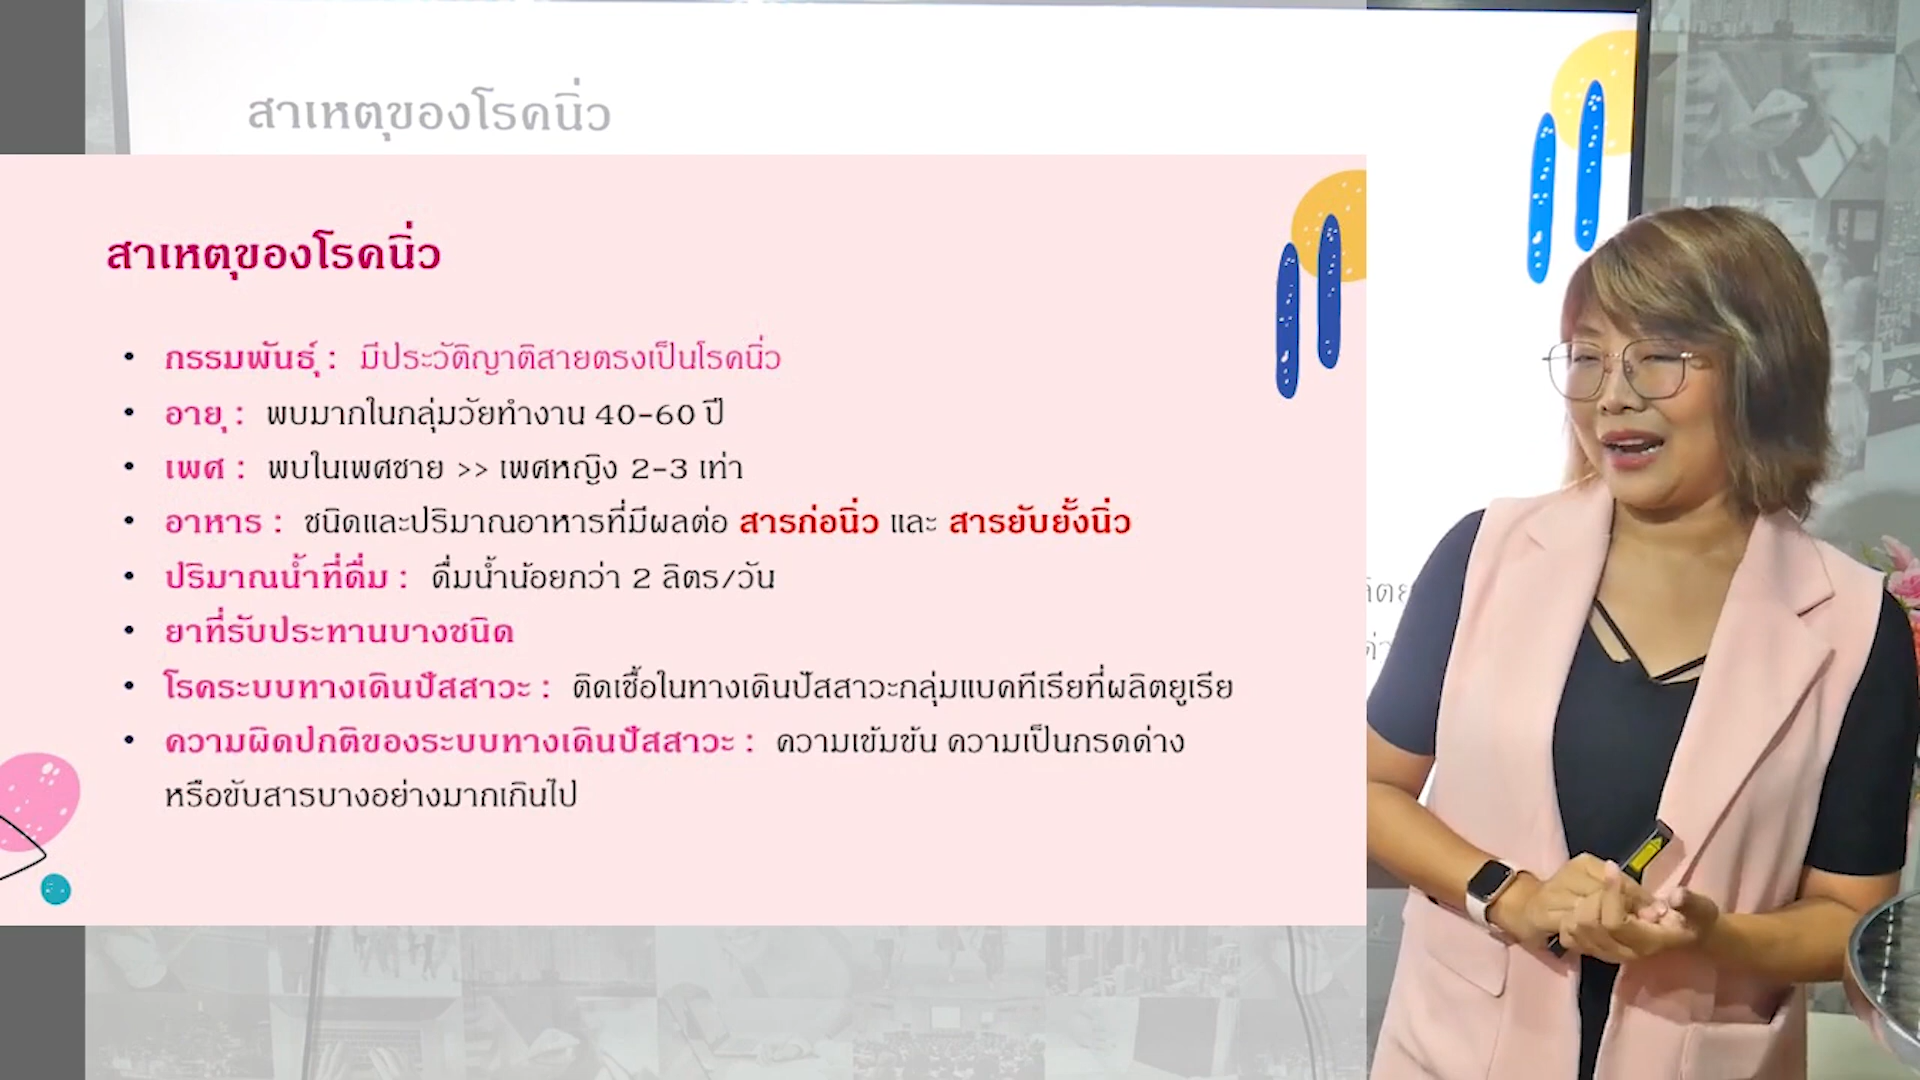 สาเหตุของโรคนิ่ว
สาเหตุของโรคนิ่ว
• กรรมพันธุ์ : มีประวัติญาติสายตรงเป็นโรคนิ่ว
• อายุ : พบมากในกลุ่มวัยทำงาน 40-60 ปี
• เพศ : พบในเพศชาย >> เพศหญิง 2-3 เท่า
• อาหาร : ชนิดและปริมาณอาหารที่มีผลต่อ สารก่อนิ่ว และ สารยับยั้งนิ่ว
• ปริมาณน้ำที่ดื่ม : ดื่มน้ำน้อยกว่า 2 ลิตร/วัน
• ยาที่รับประทานบางชนิด
• โรคระบบทางเดินปัสสาวะ : ติดเชื้อในทางเดินปัสสาวะกลุ่มแบคทีเรียที่ผลิตยูเรีย
• ความผิดปกติของระบบทางเดินปัสสาวะ : ความเข้มข้น ความเป็นกรดด่าง
หรือขับสารบางอย่างมากเกินไป